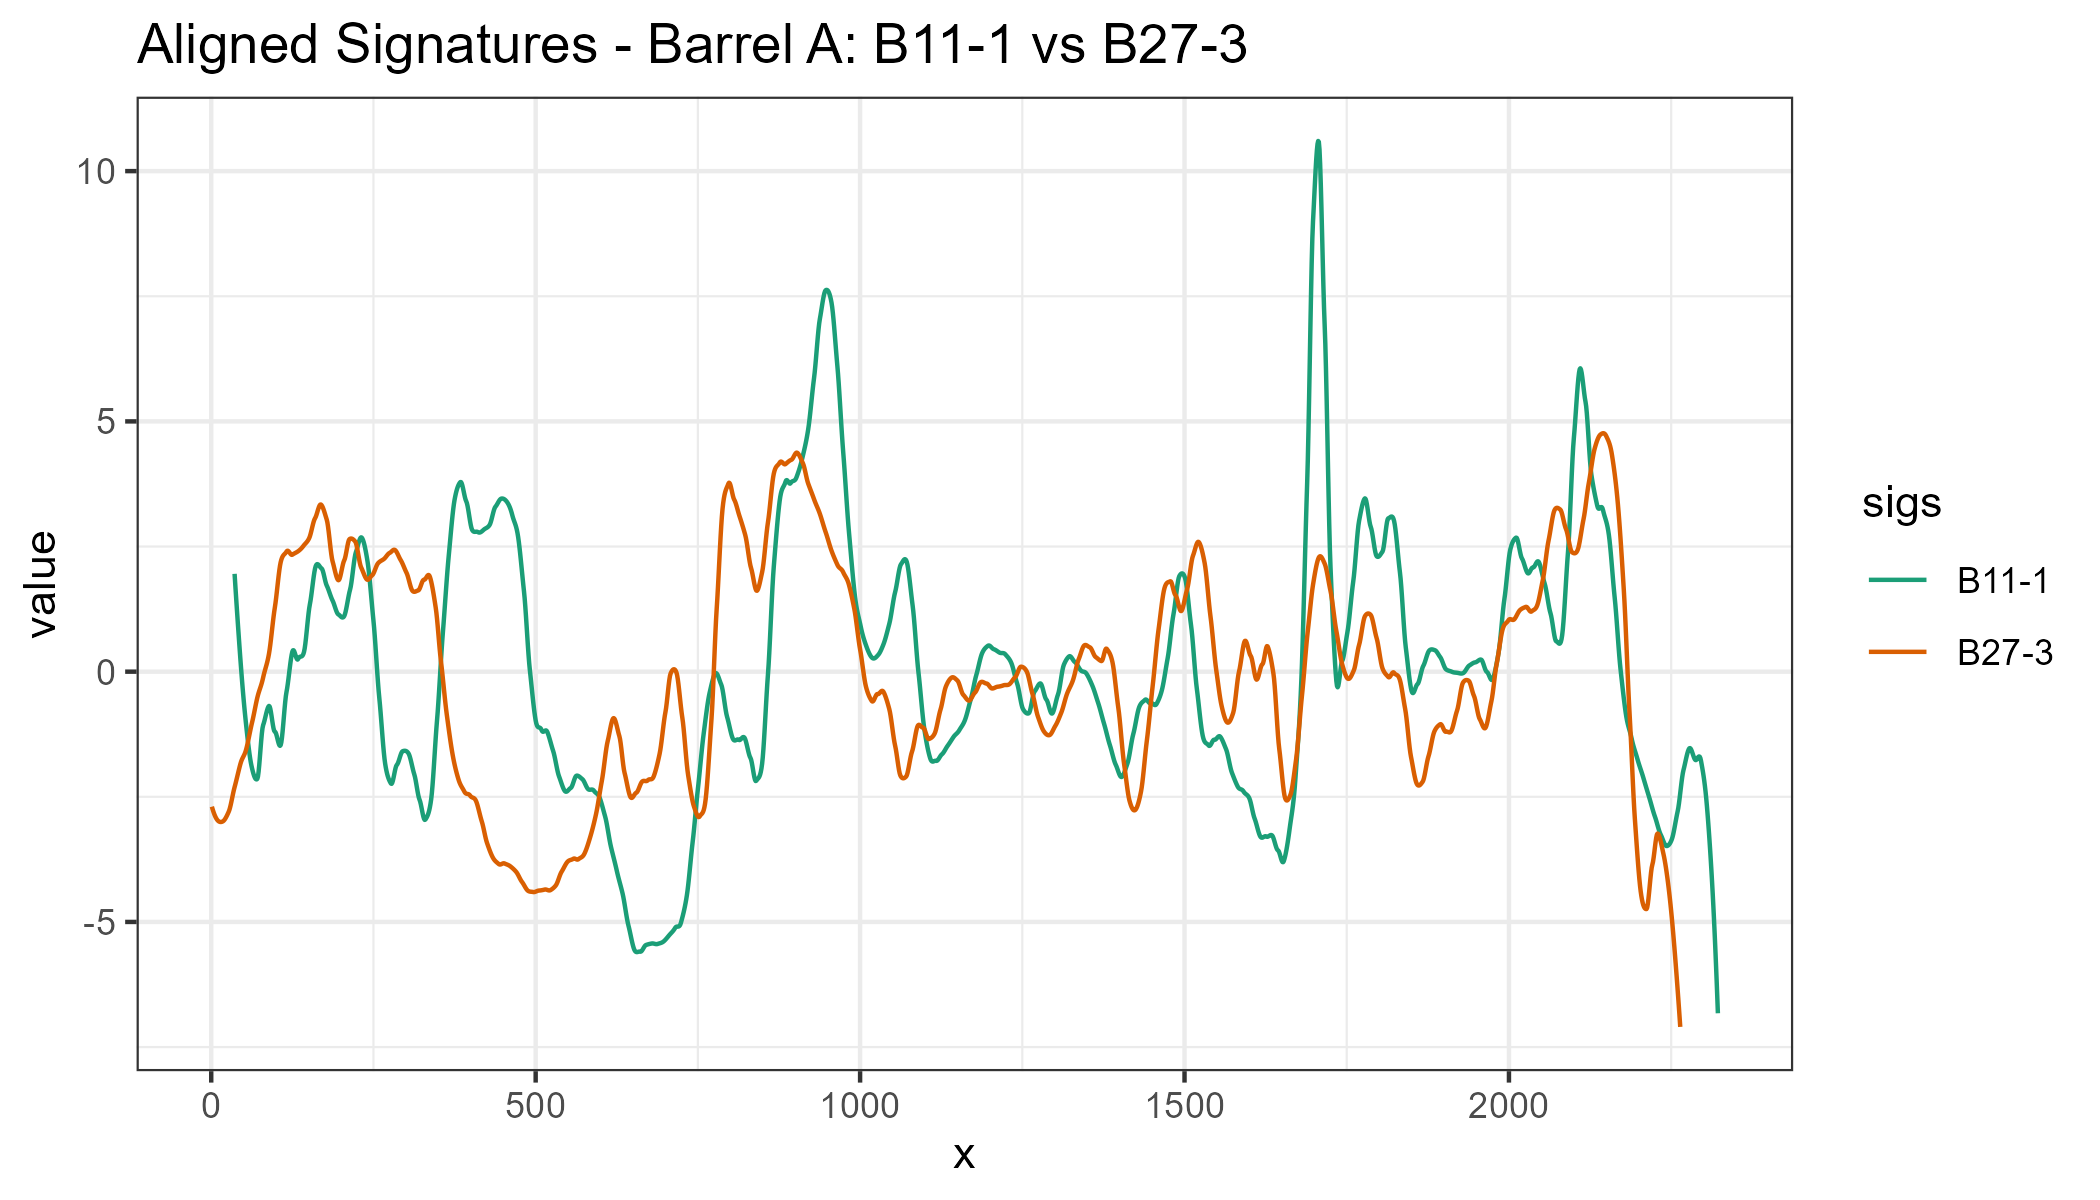 Aligned Signatures - Barrel A: B11-1 vs B27-3
value
10
5
0
-5
0
500
1000
1500
2000
x
sigs
B11-1
B27-3